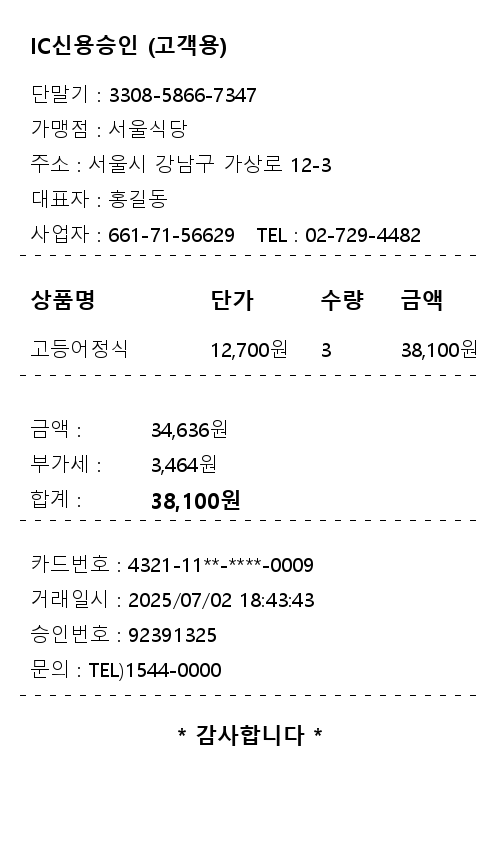 IC신용승인 (고객용)
단말기 : 3308-5866-7347
가맹점 : 서울식당
주소 : 서울시 강남구 가상로 12-3
대표자 : 홍길동
사업자 : 661-71-56629 TEL : 02-729-4482
상품명 단가 수량 금액
고등어정식 12,700원 3 38,100원
금액 : 34,636원
부가세 : 3,464원
합계 : 38,100원
카드번호 : 4321-11**-****-0009
거래일시 : 2025/07/02 18:43:43
승인번호 : 92391325
문의 : TEL)1544-0000
* 감사합니다 *